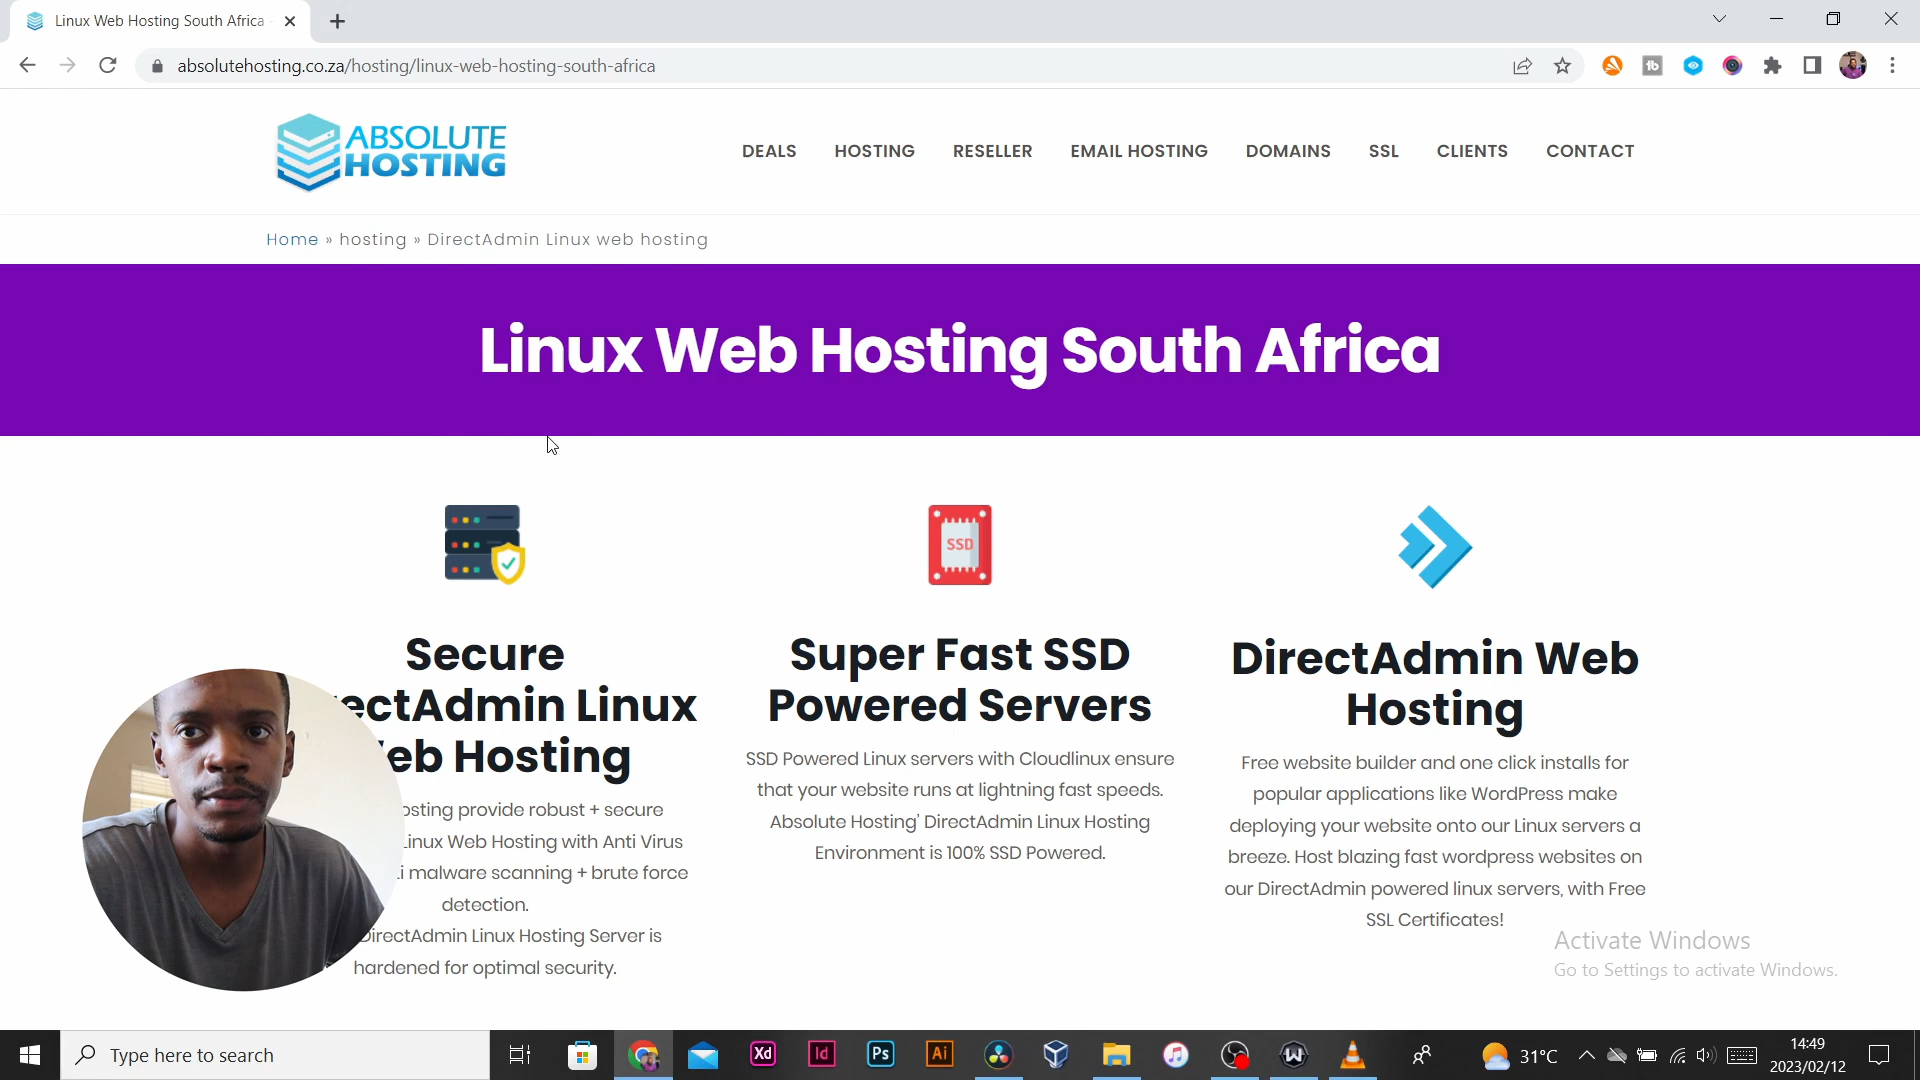 Linux Web Hosting South Africa
absolutehosting.co.za/hosting/linux-web-hosting-south-africa
ABSOLUTE
HOSTING
DEALS
HOSTING
RESELLER
EMAIL HOSTING
DOMAINS
SSL
CLIENTS
CONTACT
Home » hosting » DirectAdmin Linux web hosting
Linux Web Hosting South Africa
Secure
ectAdmin Linux
eb Hosting
osting provide robust + secure
Linux Web Hosting with Anti Virus
i malware scanning + brute force
detection.
DirectAdmin Linux Hosting Server is
hardened for optimal security.
SSD
Super Fast SSD
Powered Servers
SSD Powered Linux servers with Cloudlinux ensure
that your website runs at lightning fast speeds.
Absolute Hosting' DirectAdmin Linux Hosting
Environment is 100% SSD Powered.
DirectAdmin Web
Hosting
Free website builder and one click installs for
popular applications like WordPress make
deploying your website onto our Linux servers a
breeze. Host blazing fast wordpress websites on
our DirectAdmin powered linux servers, with Free
SSL Certificates!
Activate Windows
Go to Settings to activate Windows.
Type here to search
Xd
Id
Ps
Ai
31°C
14:49
2023/02/12